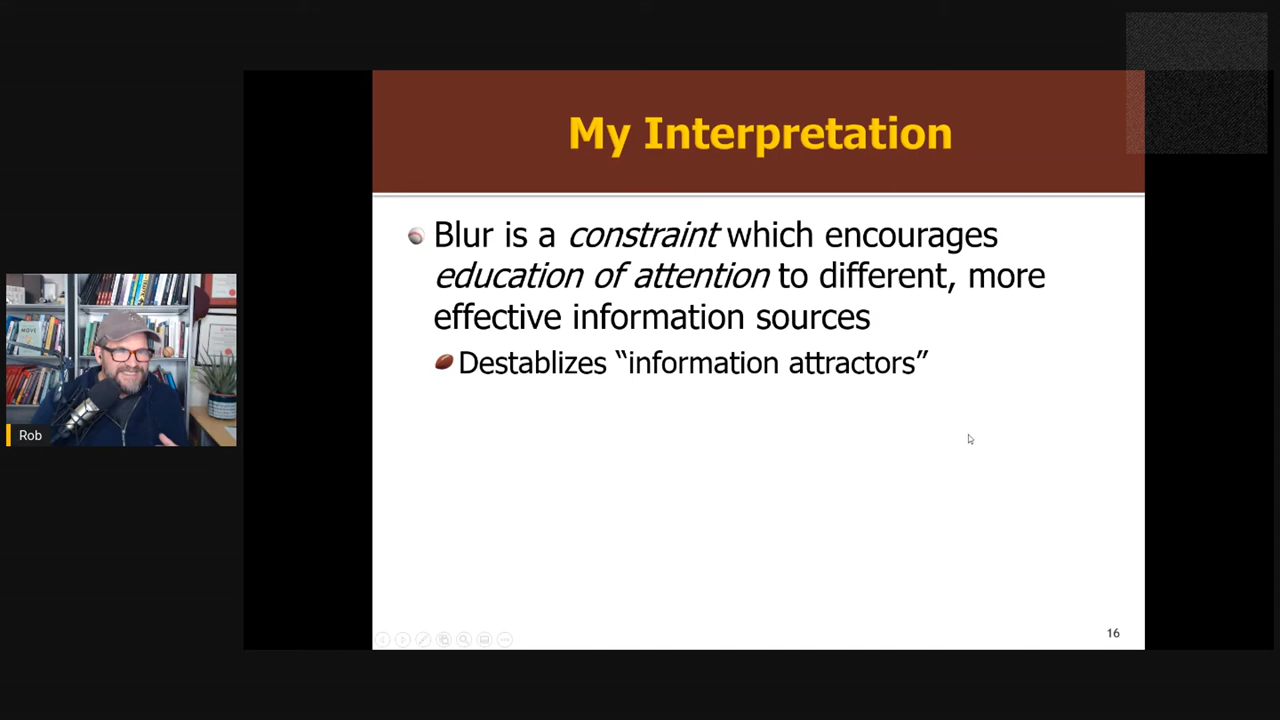 My Interpretation
Blur is a constraint which encourages
education of attention to different, more
effective information sources
Destablizes “information attractors”
Rob
16